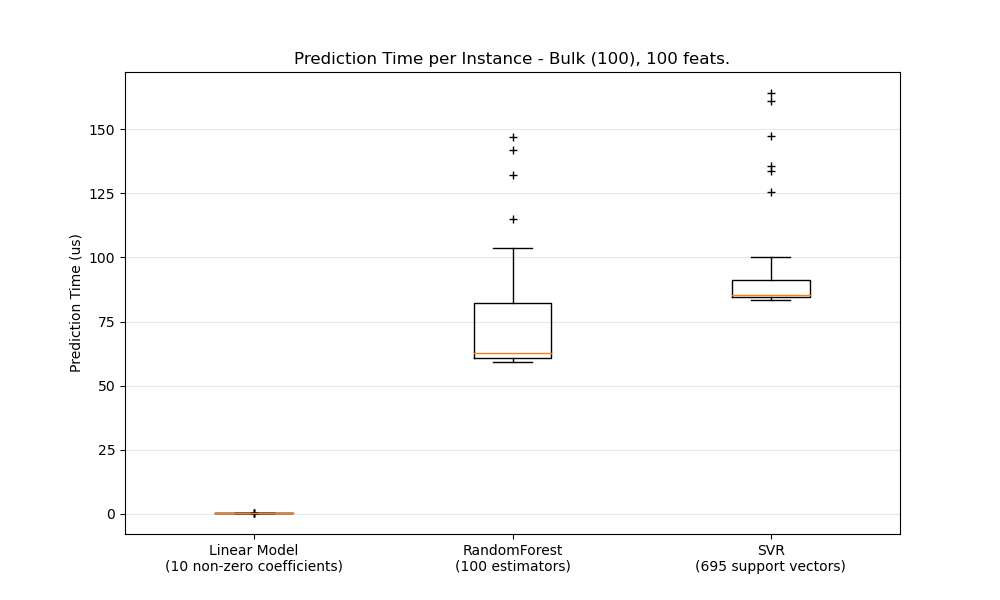 Prediction Time per Instance - Bulk (100), 100 feats.
Prediction Time (us)
150
125
100
75
50
25
0
Linear Model
(10 non-zero coefficients)
RandomForest
(100 estimators)
SVR
(695 support vectors)